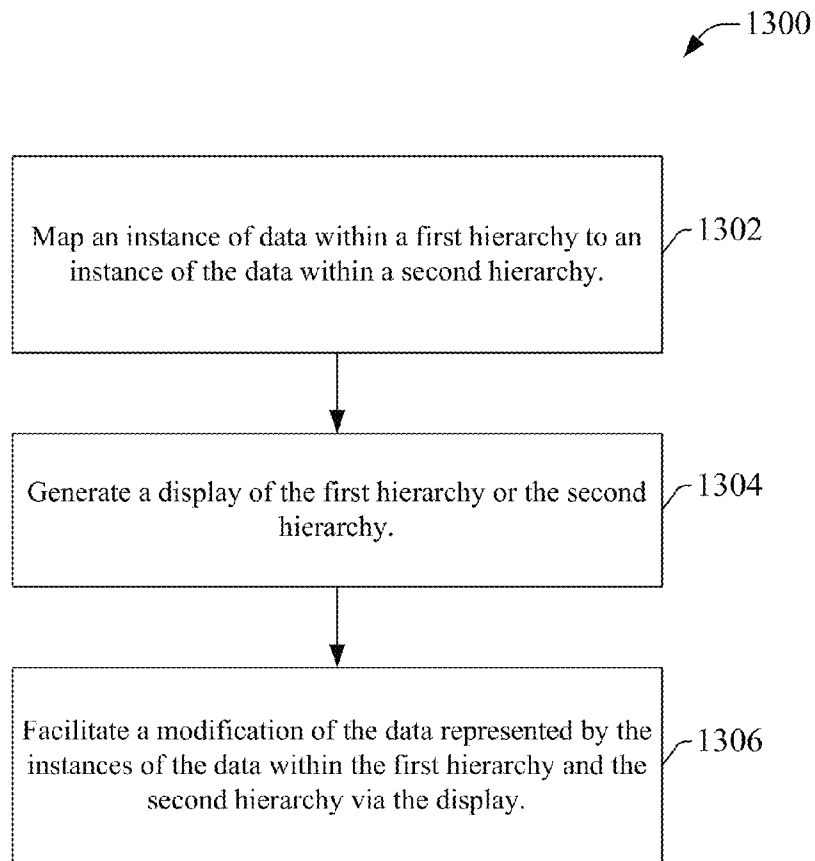 1300
Map an instance of data within a first hierarchy to an
instance of the data within a second hierarchy.
1302
Generate a display of the first hierarchy or the second
hierarchy.
1304
Facilitate a modification of the data represented by the
instances of the data within the first hierarchy and the
second hierarchy via the display.
1306